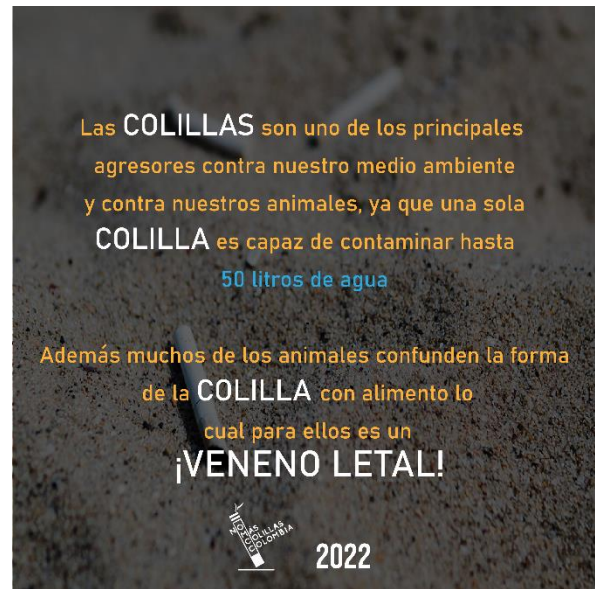 Las COLILLAS son uno de los principales
agresores contra nuestro medio ambiente
y contra nuestros animales, ya que una sola
COLILLA es capaz de contaminar hasta
50 litros de agua
Además muchos de los animales confunden la forma
de la COLILLA con alimento lo
cual para ellos es un
¡VENENO LETAL!
NO MAS
COLILLAS
COLOMBIA
2022